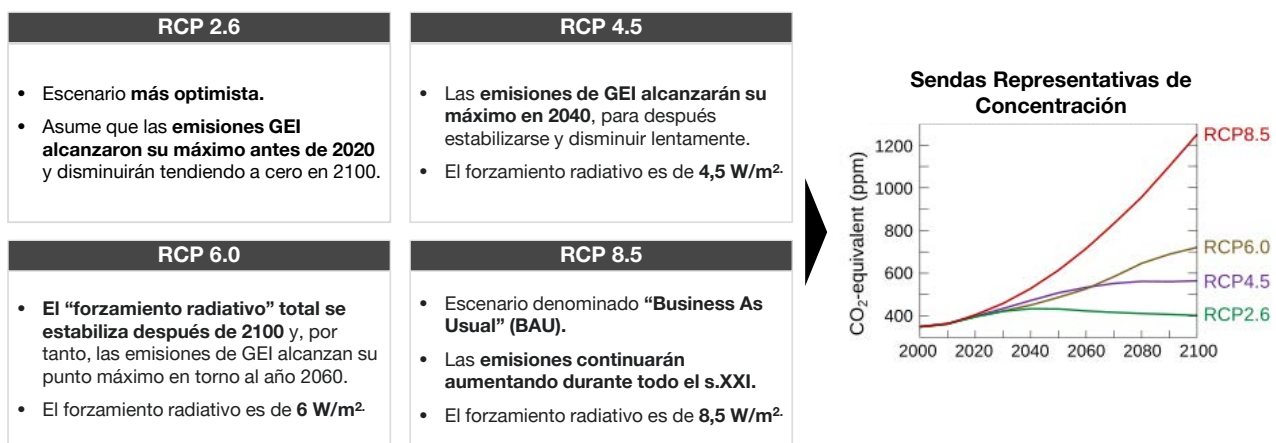 RCP 2.6
• Escenario más optimista.
• Asume que las emisiones GEI
alcanzaron su máximo antes de 2020
y disminuirán tendiendo a cero en 2100.
RCP 4.5
• Las emisiones de GEI alcanzarán su
máximo en 2040, para después
estabilizarse y disminuir lentamente.
• El forzamiento radiativo es de 4,5 W/m².
RCP 6.0
• El “forzamiento radiativo” total se
estabiliza después de 2100 y, por
tanto, las emisiones de GEI alcanzan su
punto máximo en torno al año 2060.
• El forzamiento radiativo es de 6 W/m².
RCP 8.5
• Escenario denominado “Business As
Usual” (BAU).
• Las emisiones continuarán
aumentando durante todo el s.XXI.
• El forzamiento radiativo es de 8,5 W/m².
Sendas Representativas de
Concentración
CO₂-equivalent (ppm)
1200
1000
800
600
400
2000 2020 2040 2060 2080 2100
RCP8.5
RCP6.0
RCP4.5
RCP2.6